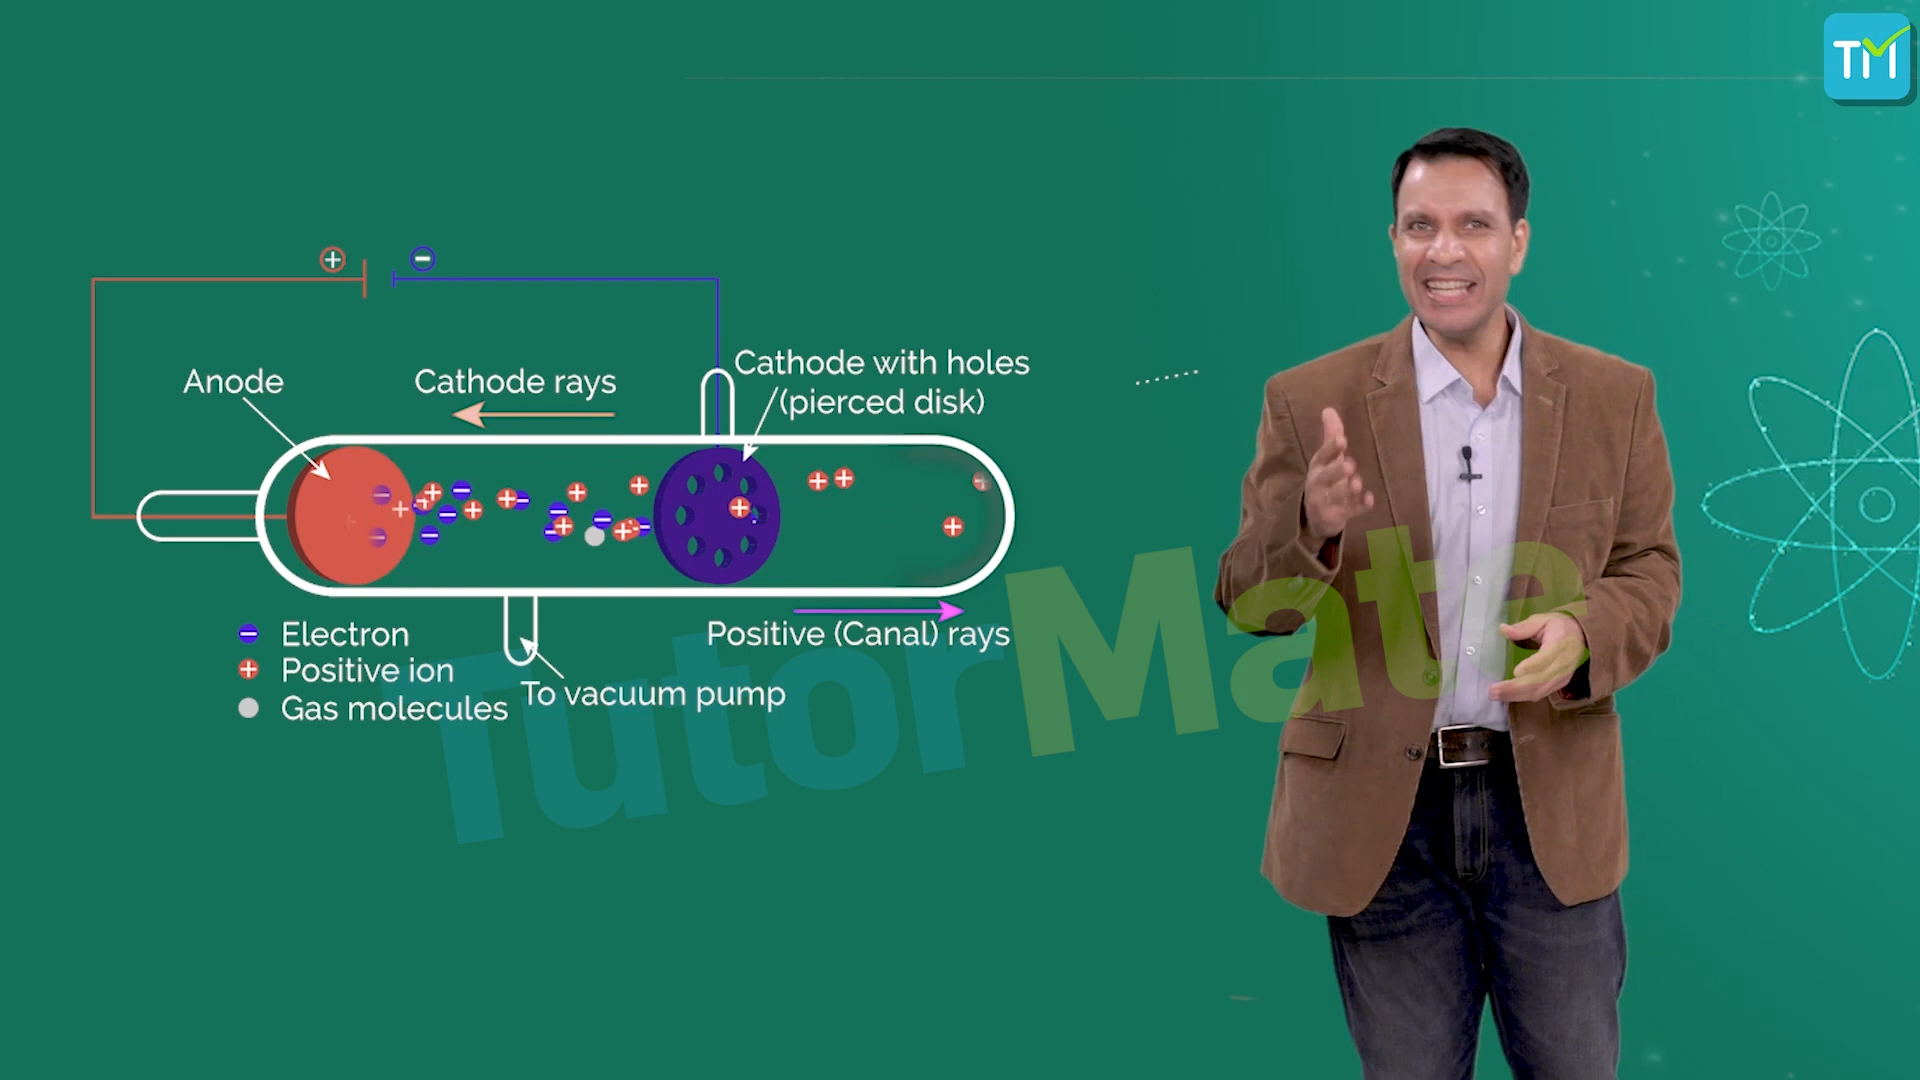 TM
Anode
Cathode rays
Cathode with holes
(pierced disk)
Electron
Positive ion
Gas molecules
To vacuum pump
Positive (Canal) rays
TutorMate